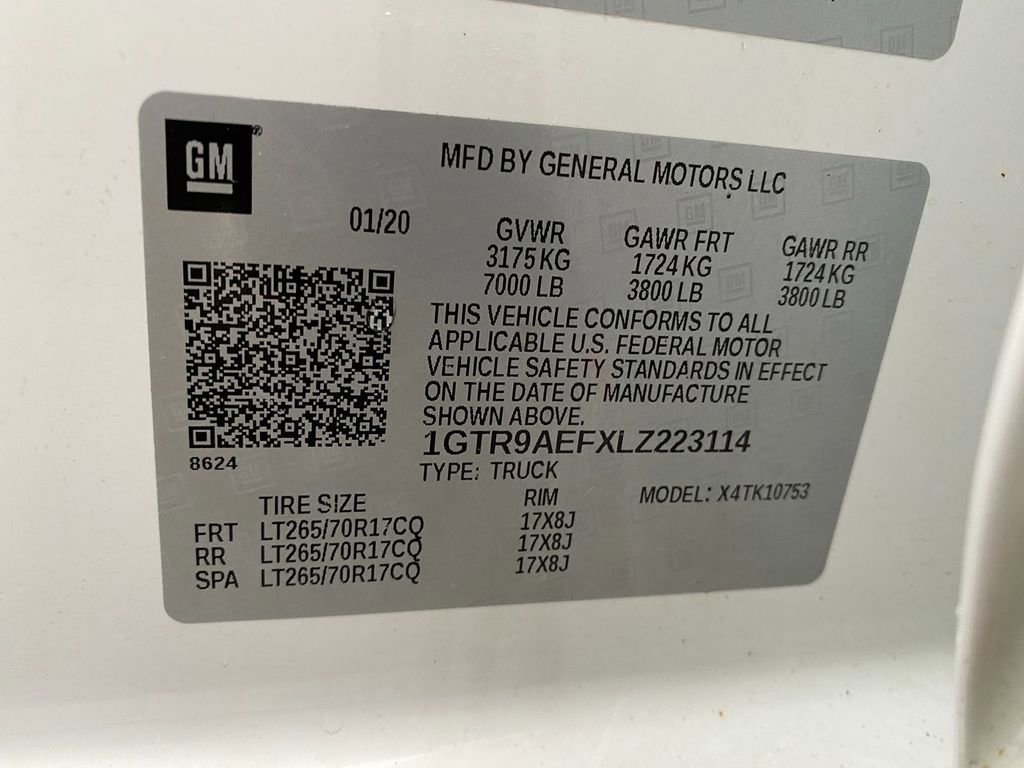 GM
MFD BY GENERAL MOTORS LLC
01/20
GVWR GAWR FRT GAWR RR
3175 KG 1724 KG 1724 KG
7000 LB 3800 LB 3800 LB
THIS VEHICLE CONFORMS TO ALL
APPLICABLE U.S. FEDERAL MOTOR
VEHICLE SAFETY STANDARDS IN EFFECT
ON THE DATE OF MANUFACTURE
SHOWN ABOVE.
1GTR9AEFXLZ223114
8624
TYPE: TRUCK
MODEL: X4TK10753
TIRE SIZE RIM
FRT LT265/70R17CQ 17X8J
RR LT265/70R17CQ 17X8J
SPA LT265/70R17CQ 17X8J